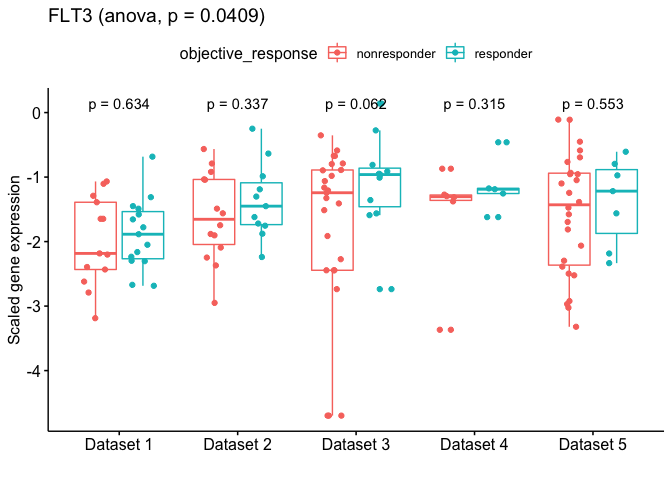 FLT3 (anova, p = 0.0409)
objective_response nonresponder responder
p = 0.634 p = 0.337 p = 0.062 p = 0.315 p = 0.553
0
-1
-2
-3
-4
Scaled gene expression
Dataset 1 Dataset 2 Dataset 3 Dataset 4 Dataset 5